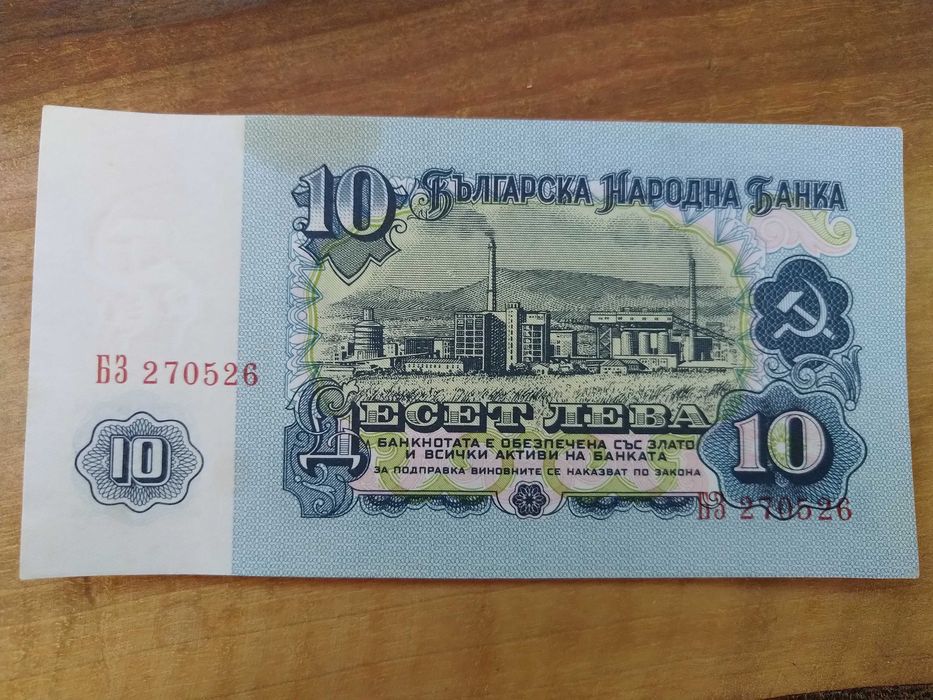 10 Българска Народна Банка
БЗ 270526
10
Десет лева
Банкнотата е обезпечена със злато
и всички активи на банката
За подправка виновните се наказват по закона
10
БЗ 270526